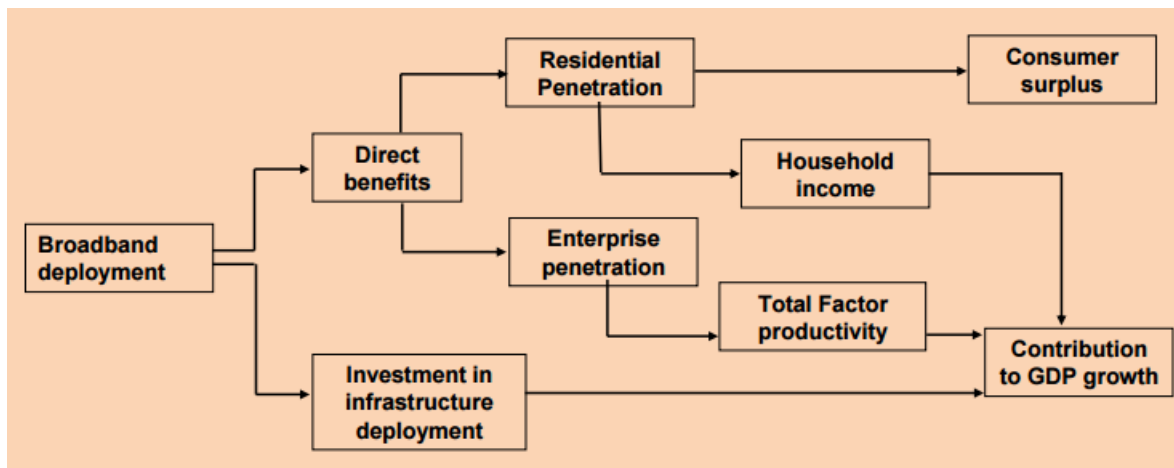 Residential
Penetration
Consumer
surplus
Direct
benefits
Household
income
Broadband
deployment
Enterprise
penetration
Total Factor
productivity
Contribution
to GDP growth
Investment in
infrastructure
deployment